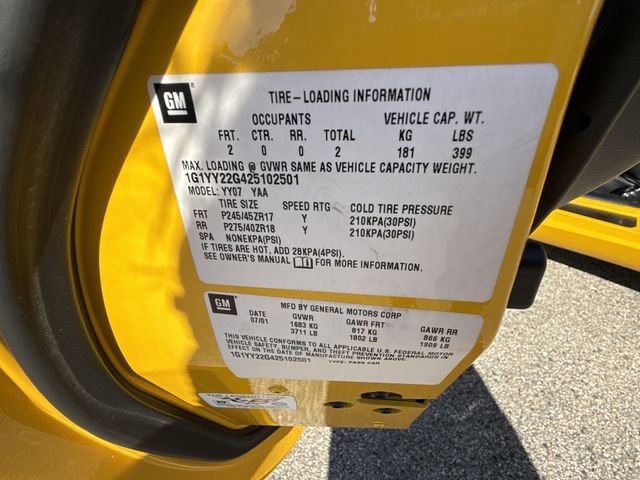 GM
TIRE-LOADING INFORMATION
OCCUPANTS VEHICLE CAP. WT.
FRT. CTR. RR. TOTAL KG LBS
2 0 0 2 181 399
MAX. LOADING @ GVWR SAME AS VEHICLE CAPACITY WEIGHT.
1G1YY22G425102501
MODEL: YY07 YAA
TIRE SIZE SPEED RTG COLD TIRE PRESSURE
FRT P245/45ZR17 Y 210KPA(30PSI)
RR P275/40ZR18 Y 210KPA(30PSI)
SPA NONEKPA(PSI)
IF TIRES ARE HOT, ADD 28KPA(4PSI).
SEE OWNER'S MANUAL FOR MORE INFORMATION.
GM
MFD BY GENERAL MOTORS CORP
DATE GVWR GAWR FRT GAWR RR
07/01 1683 KG 817 KG 866 KG
3711 LB 1802 LB 1909 LB
THIS VEHICLE CONFORMS TO ALL APPLICABLE U.S. FEDERAL MOTOR
VEHICLE SAFETY, BUMPER, AND THEFT PREVENTION STANDARDS IN
EFFECT ON THE DATE OF MANUFACTURE SHOWN ABOVE.
1G1YY22G425102501
TYPE: PASS CAR